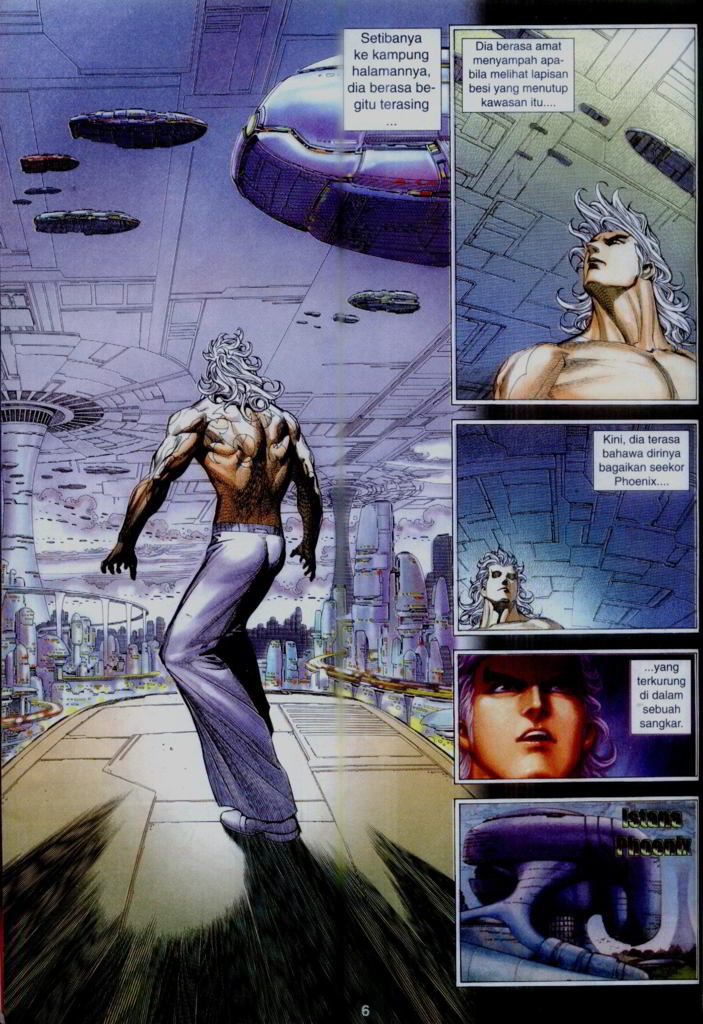 Setibanya
ke kampung
halamannya,
dia berasa be-
gitu terasing
...
Dia berasa amat
menyampah apa-
bila melihat lapisan
besi yang menutup
kawasan itu....
Kini, dia terasa
bahawa dirinya
bagaikan seekor
Phoenix....
...yang
terkurung
di dalam
sebuah
sangkar.
Istana
Phoenix
6